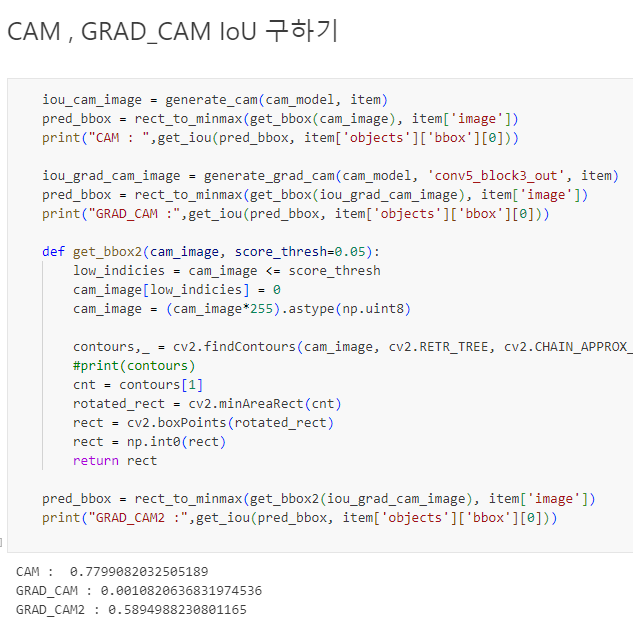 CAM , GRAD_CAM IoU 구하기
iou_cam_image = generate_cam(cam_model, item)
pred_bbox = rect_to_minmax(get_bbox(cam_image), item['image'])
print("CAM : ",get_iou(pred_bbox, item['objects']['bbox'][0]))
iou_grad_cam_image = generate_grad_cam(cam_model, 'conv5_block3_out', item)
pred_bbox = rect_to_minmax(get_bbox(iou_grad_cam_image), item['image'])
print("GRAD_CAM :",get_iou(pred_bbox, item['objects']['bbox'][0]))
def get_bbox2(cam_image, score_thresh=0.05):
    low_indicies = cam_image <= score_thresh
    cam_image[low_indicies] = 0
    cam_image = (cam_image*255).astype(np.uint8)
    contours,_ = cv2.findContours(cam_image, cv2.RETR_TREE, cv2.CHAIN_APPROX_
    #print(contours)
    cnt = contours[1]
    rotated_rect = cv2.minAreaRect(cnt)
    rect = cv2.boxPoints(rotated_rect)
    rect = np.int0(rect)
    return rect
pred_bbox = rect_to_minmax(get_bbox2(iou_grad_cam_image), item['image'])
print("GRAD_CAM2 :",get_iou(pred_bbox, item['objects']['bbox'][0]))
CAM :  0.7799082032505189
GRAD_CAM : 0.0010820636831974536
GRAD_CAM2 : 0.5894988230801165